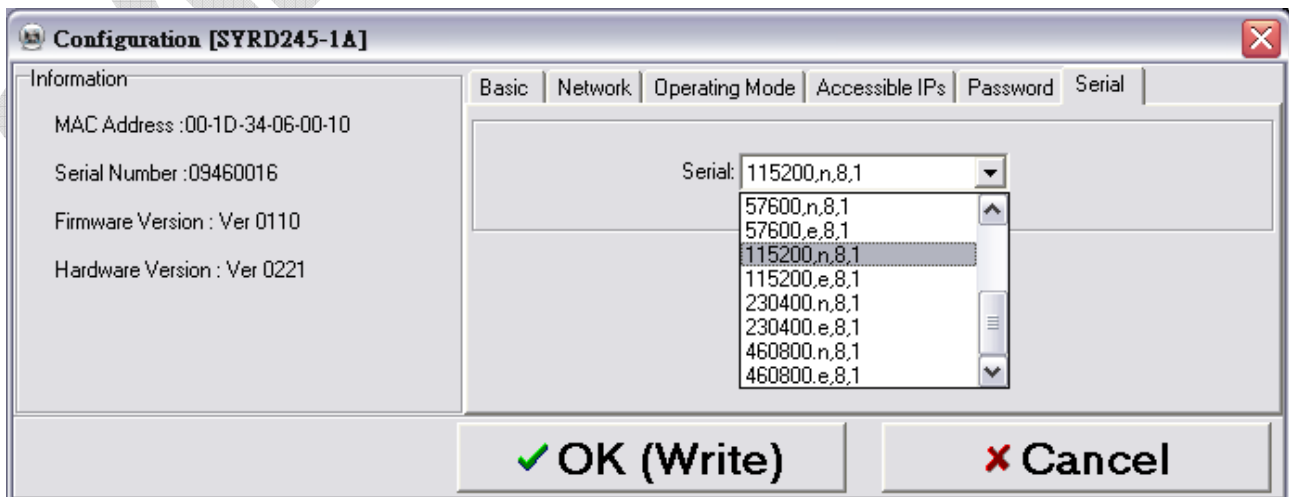 Configuration [SYRD245-1A]
Information
MAC Address :00-1D-34-06-00-10
Serial Number :09460016
Firmware Version : Ver 0110
Hardware Version : Ver 0221
Basic Network Operating Mode Accessible IPs Password Serial
Serial: 115200,n,8,1
57600,n,8,1
57600,e,8,1
115200,n,8,1
115200,e,8,1
230400.n,8,1
230400.e,8,1
460800.n,8,1
460800.e,8,1
OK (Write) Cancel